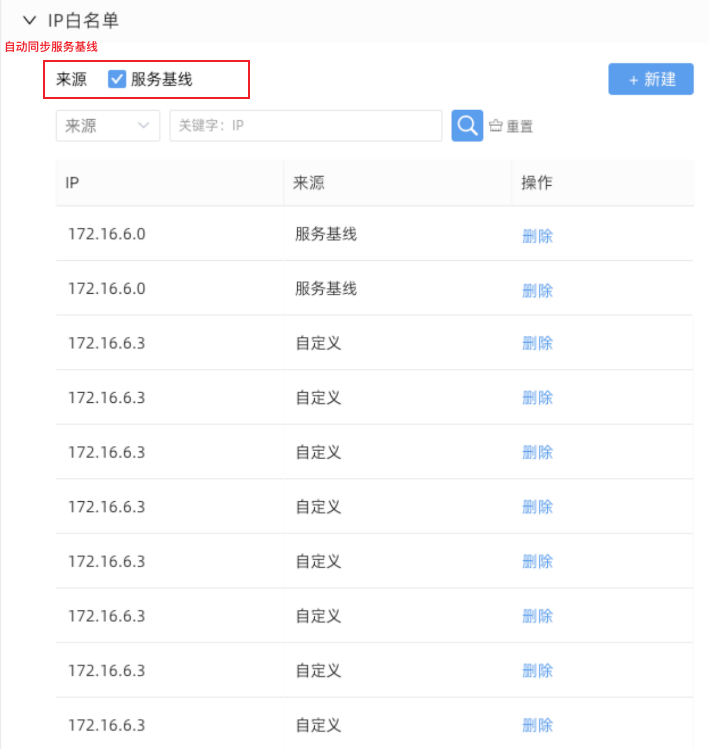 IP白名单
自动同步服务基线
来源 服务基线 + 新建
来源 关键字：IP 重置
IP 来源 操作
172.16.6.0 服务基线 删除
172.16.6.0 服务基线 删除
172.16.6.3 自定义 删除
172.16.6.3 自定义 删除
172.16.6.3 自定义 删除
172.16.6.3 自定义 删除
172.16.6.3 自定义 删除
172.16.6.3 自定义 删除
172.16.6.3 自定义 删除
172.16.6.3 自定义 删除